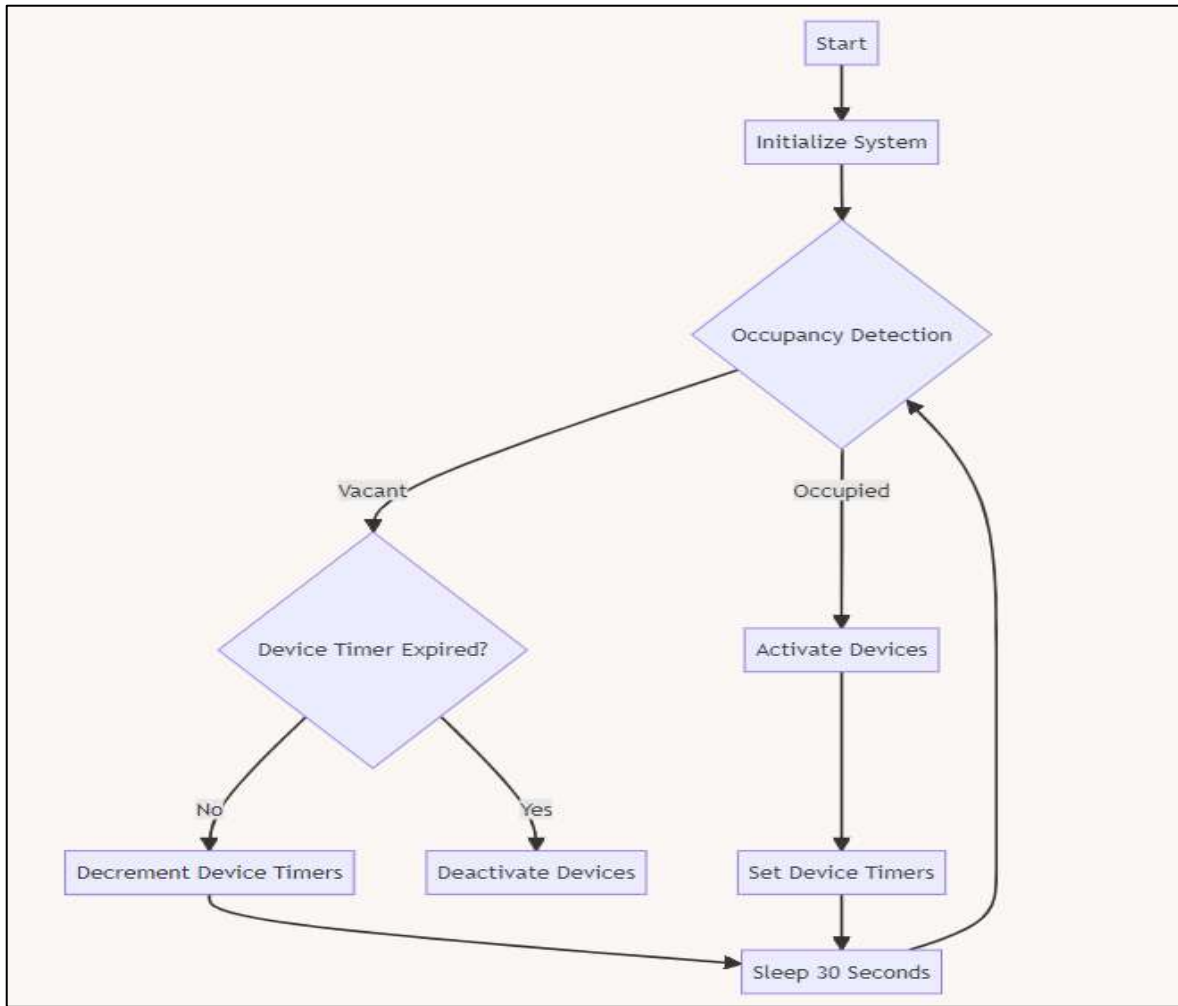 Start
Initialize System
Occupancy Detection
Vacant
Occupied
Device Timer Expired?
Activate Devices
No
Yes
Decrement Device Timers
Deactivate Devices
Set Device Timers
Sleep 30 Seconds